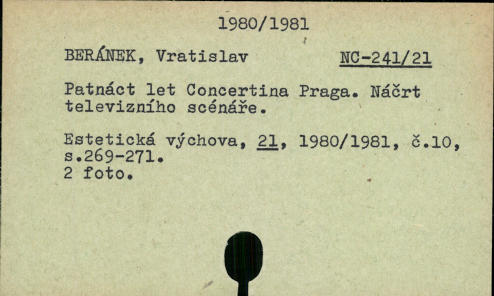 1980/1981
BERÁNEK, Vratislav NC-241/21
Patnáct let Concertina Praga. Náčrt
televizního scénáře.
Estetická výchova, 21, 1980/1981, č.10,
s.269-271.
2 foto.